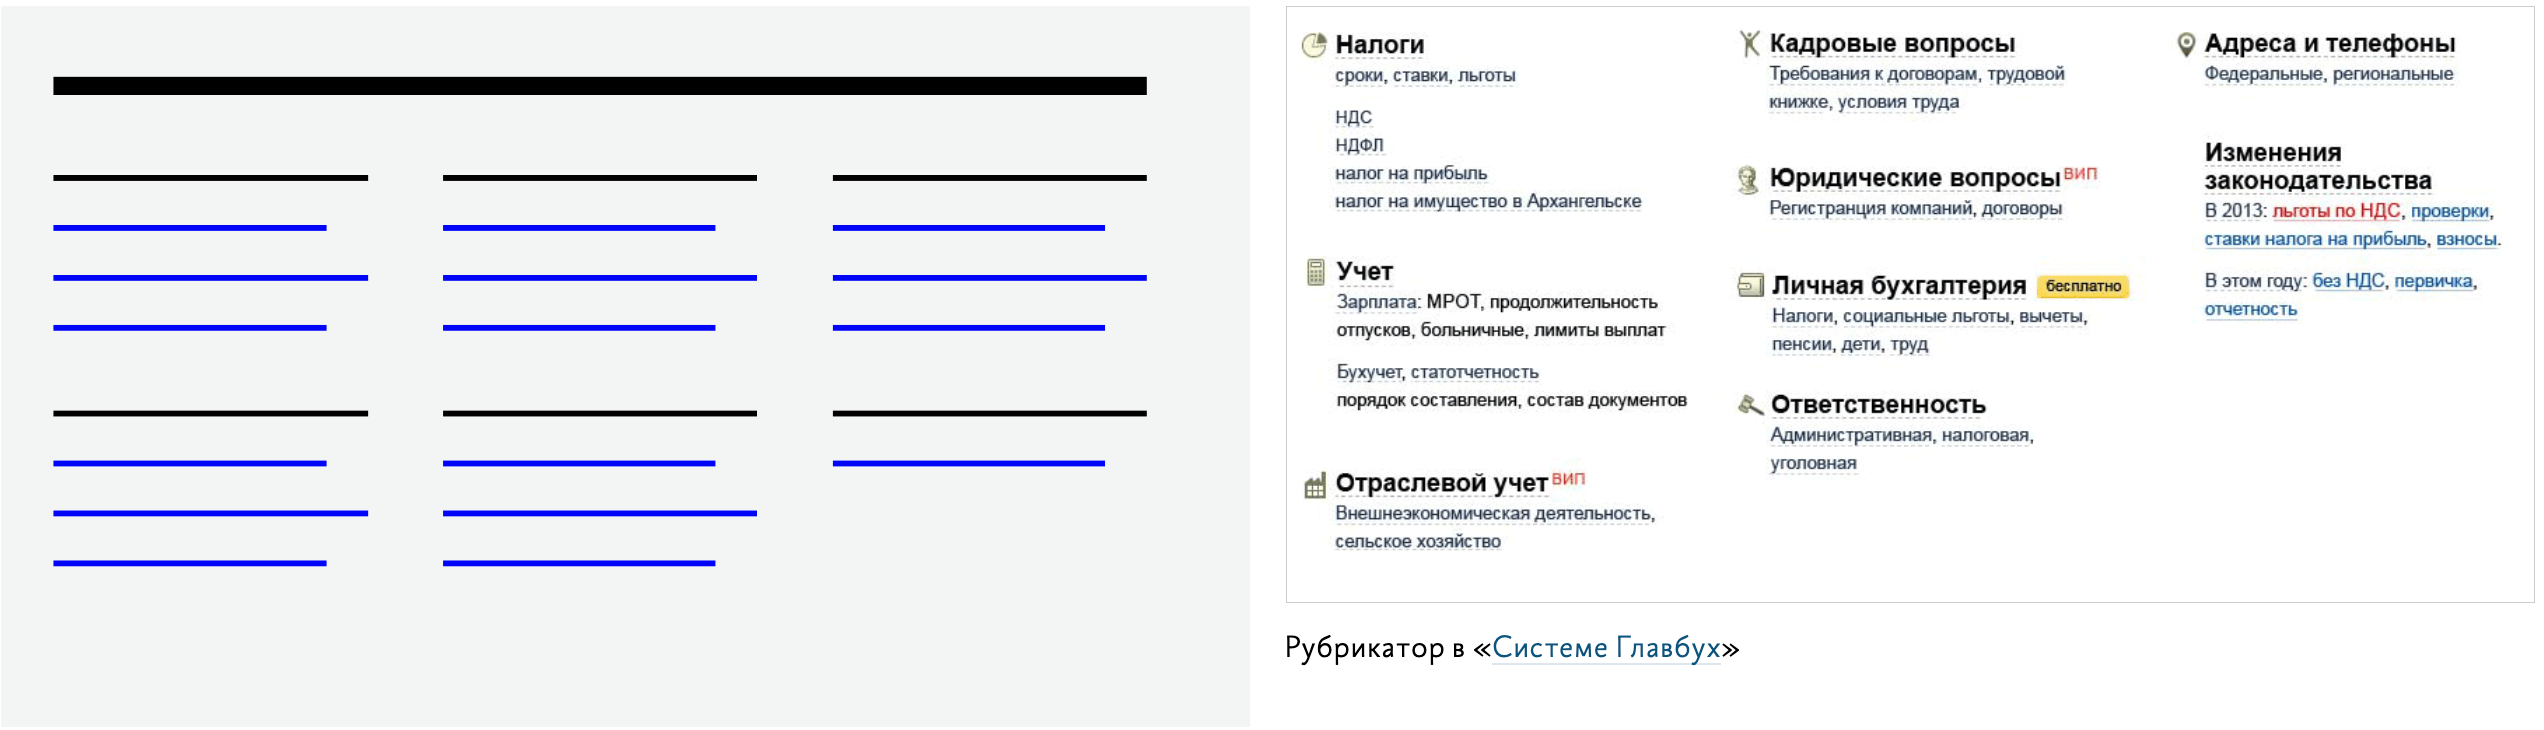 Налоги
сроки, ставки, льготы
НДС
НДФЛ
налог на прибыль
налог на имущество в Архангельске
Учет
Зарплата: МРОТ, продолжительность
отпусков, больничные, лимиты выплат
Бухучет, статотчетность
порядок составления, состав документов
Отраслевой учет ВИП
Внешнеэкономическая деятельность,
сельское хозяйство
Кадровые вопросы
Требования к договорам, трудовой
книжке, условия труда
Юридические вопросы ВИП
Регистранция компаний, договоры
Личная бухгалтерия бесплатно
Налоги, социальные льготы, вычеты,
пенсии, дети, труд
Ответственность
Административная, налоговая,
уголовная
Адреса и телефоны
Федеральные, региональные
Изменения
законодательства
В 2013: льготы по НДС, проверки,
ставки налога на прибыль, взносы.
В этом году: без НДС, первичка,
отчетность
Рубрикатор в «Системе Главбух»